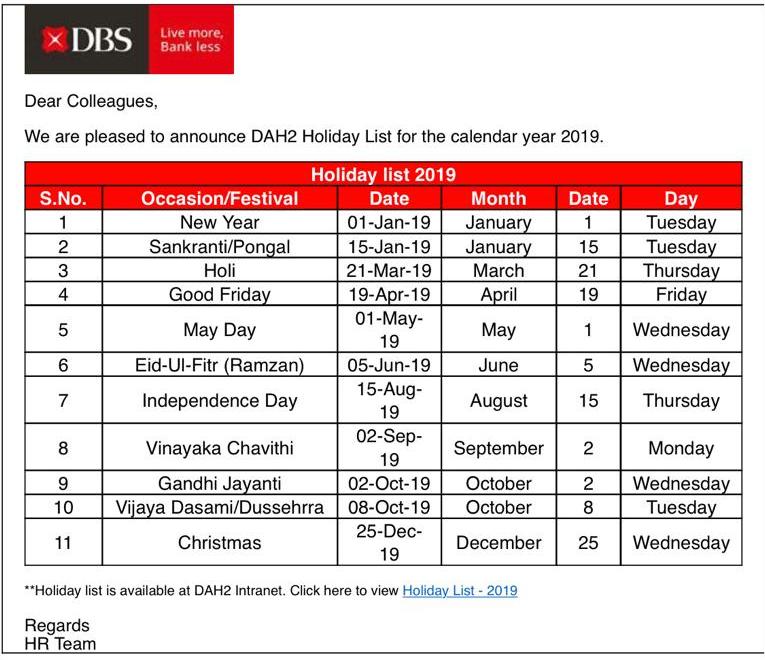 DBS Live more,
Bank less
Dear Colleagues,
We are pleased to announce DAH2 Holiday List for the calendar year 2019.
Holiday list 2019
S.No. Occasion/Festival Date Month Date Day
1 New Year 01-Jan-19 January 1 Tuesday
2 Sankranti/Pongal 15-Jan-19 January 15 Tuesday
3 Holi 21-Mar-19 March 21 Thursday
4 Good Friday 19-Apr-19 April 19 Friday
5 May Day 01-May-19 May 1 Wednesday
6 Eid-Ul-Fitr (Ramzan) 05-Jun-19 June 5 Wednesday
7 Independence Day 15-Aug-19 August 15 Thursday
8 Vinayaka Chavithi 02-Sep-19 September 2 Monday
9 Gandhi Jayanti 02-Oct-19 October 2 Wednesday
10 Vijaya Dasami/Dussehrra 08-Oct-19 October 8 Tuesday
11 Christmas 25-Dec-19 December 25 Wednesday
**Holiday list is available at DAH2 Intranet. Click here to view Holiday List - 2019
Regards
HR Team